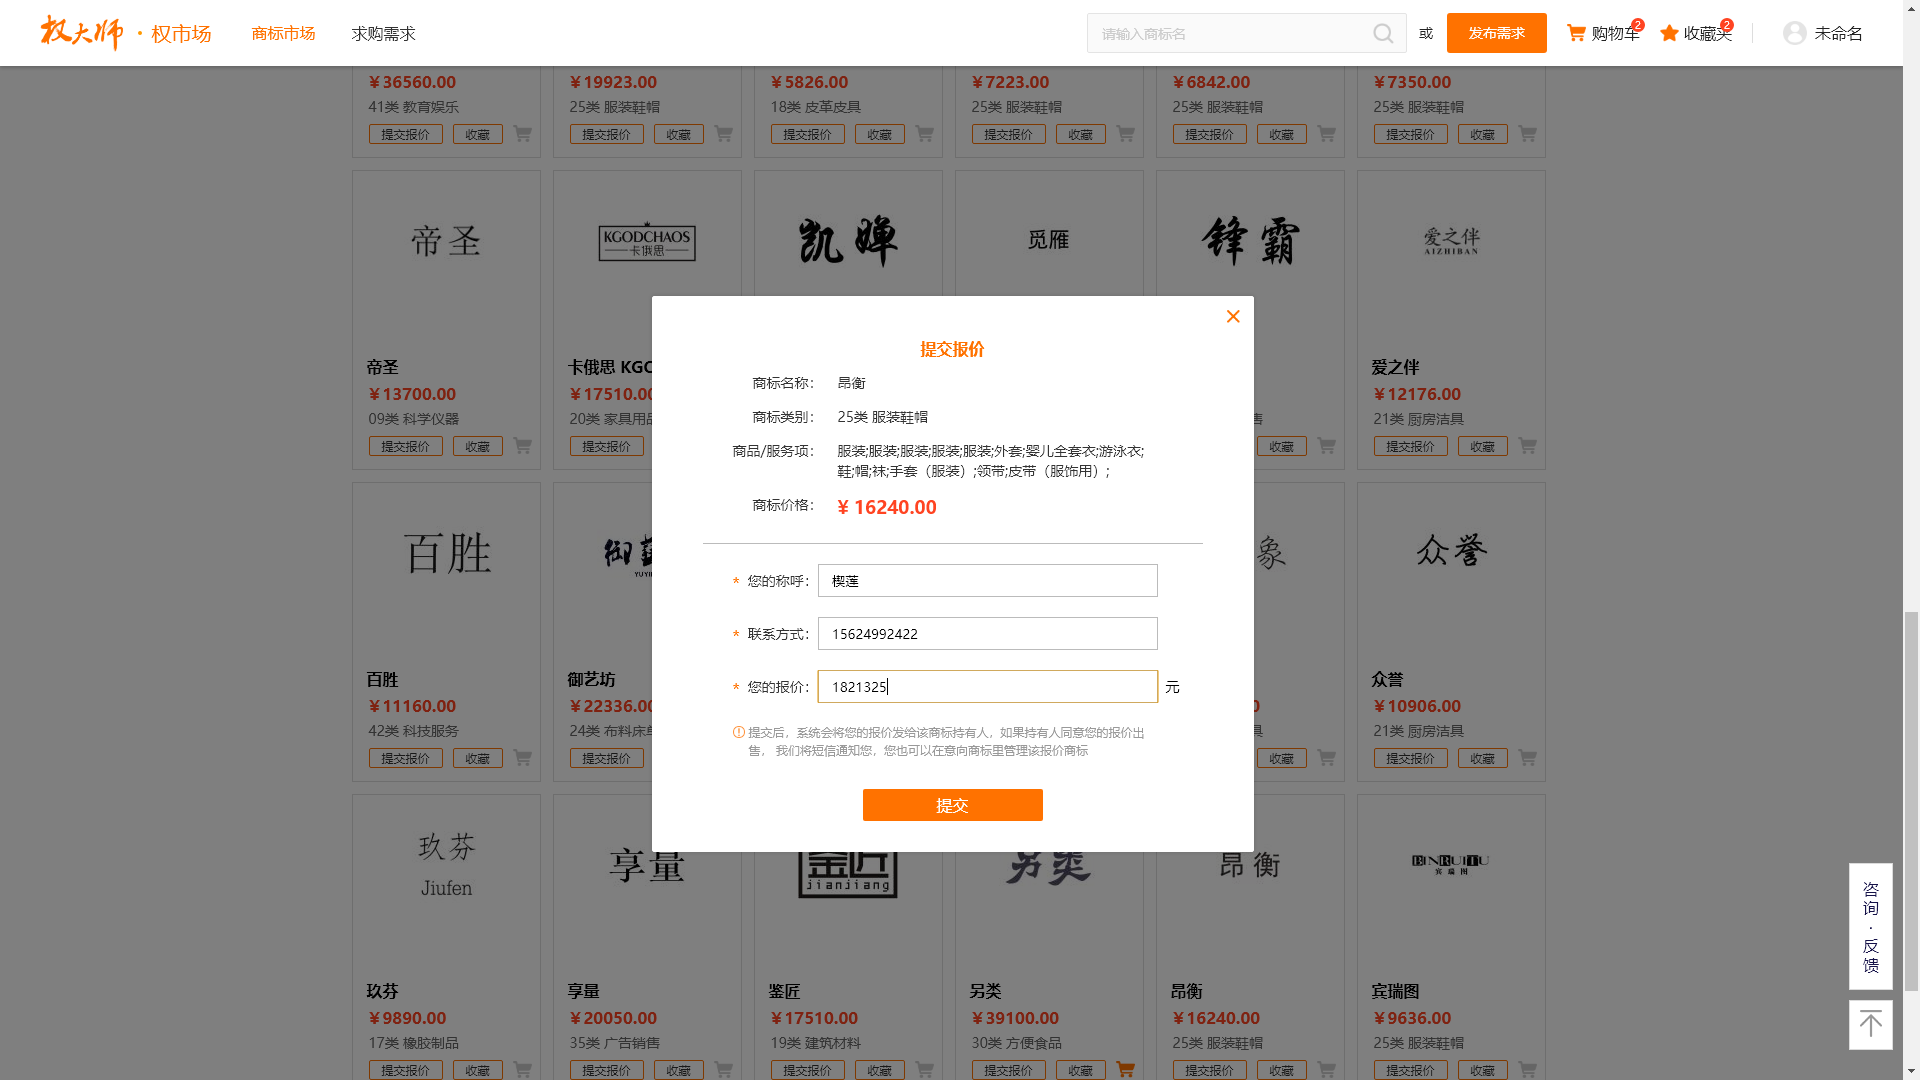 权大师 · 权市场 商标市场 求购需求 请输入商标名 或 发布需求 购物车 2 收藏夹 2 未命名
¥36560.00 ¥19923.00 ¥5826.00 ¥7223.00 ¥6842.00 ¥7350.00
41类 教育娱乐 25类 服装鞋帽 18类 皮革皮具 25类 服装鞋帽 25类 服装鞋帽 25类 服装鞋帽
提交报价 收藏 提交报价 收藏 提交报价 收藏 提交报价 收藏 提交报价 收藏 提交报价 收藏
帝圣 KGODCHAOS 凯婵 觅雁 锋霸 爱之伴
卡俄思 AIZHIBAN
帝圣 卡俄思 KGC 爱之伴
¥13700.00 ¥17510.00 ¥12176.00
09类 科学仪器 20类 家具用品 售 21类 厨房洁具
提交报价 收藏 提交报价 收藏 提交报价 收藏
提交报价
商标名称： 昂衡
商标类别： 25类 服装鞋帽
商品/服务项： 服装;服装;服装;服装;服装;外套;婴儿全套衣;游泳衣;
鞋;帽;袜;手套（服装）;领带;皮带（服饰用）;
商标价格： ¥ 16240.00
* 您的称呼： 楔莲
* 联系方式： 15624992422
* 您的报价： 1821325 元
提交后，系统会将您的报价发给该商标持有人，如果持有人同意您的报价出
售， 我们将短信通知您，您也可以在意向商标里管理该报价商标
提交
百胜 御 象 众誉
百胜 御艺坊 众誉
¥11160.00 ¥22336.00 0 ¥10906.00
42类 科技服务 24类 布料床单 具 21类 厨房洁具
提交报价 收藏 提交报价 收藏 提交报价 收藏
玖芬 享量 鉴匠 另类 昂衡 BINRUITU
Jiufen jianjiang 宾瑞图
玖芬 享量 鉴匠 另类 昂衡 宾瑞图
¥9890.00 ¥20050.00 ¥17510.00 ¥39100.00 ¥16240.00 ¥9636.00
17类 橡胶制品 35类 广告销售 19类 建筑材料 30类 方便食品 25类 服装鞋帽 25类 服装鞋帽
提交报价 收藏 提交报价 收藏 提交报价 收藏 提交报价 收藏 提交报价 收藏 提交报价 收藏
咨
询
·
反
馈